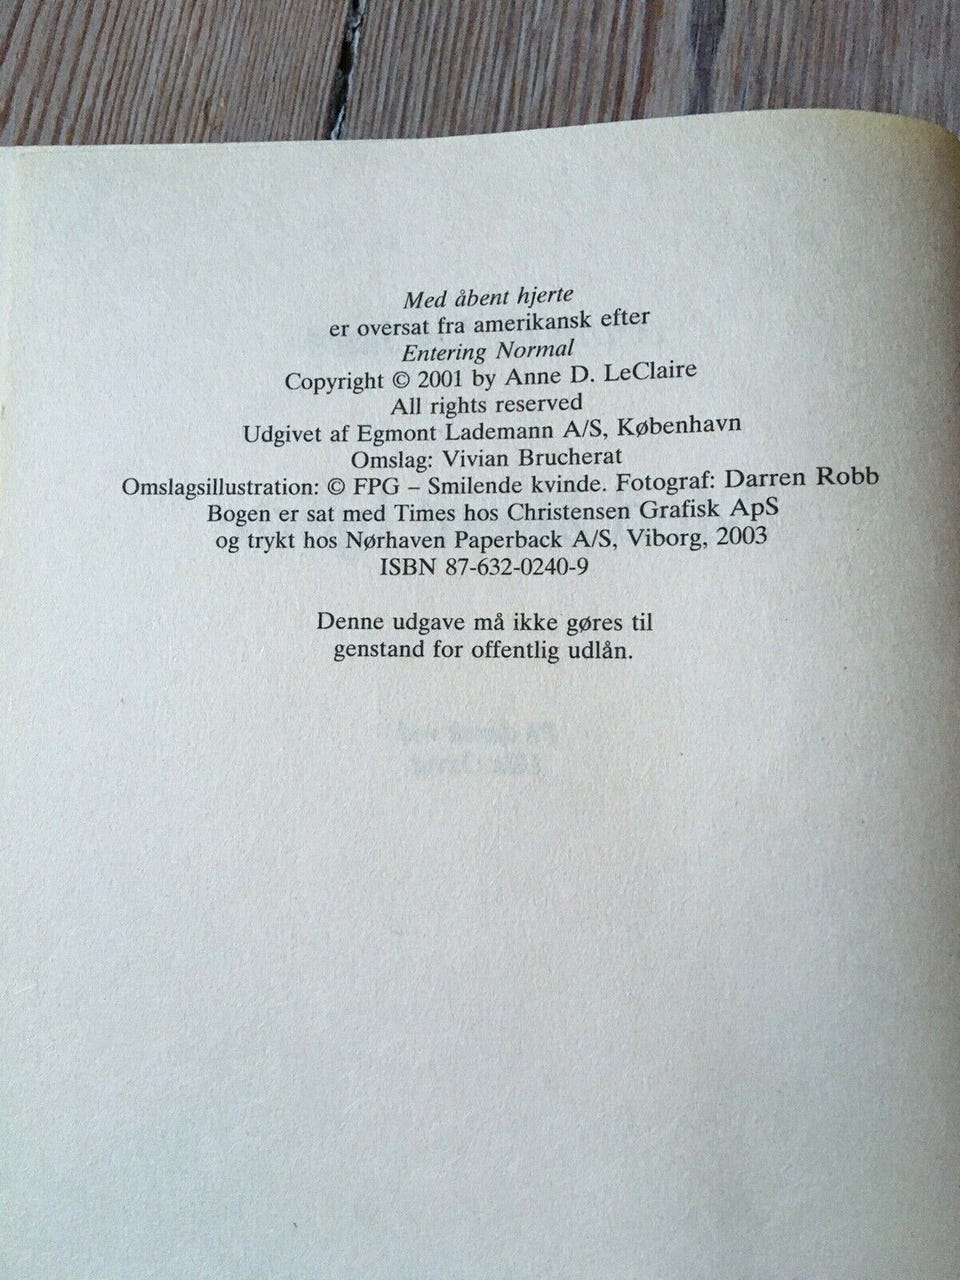 Med åbent hjerte
er oversat fra amerikansk efter
Entering Normal
Copyright © 2001 by Anne D. LeClaire
All rights reserved
Udgivet af Egmont Lademann A/S, København
Omslag: Vivian Brucherat
Omslagsillustration: © FPG – Smilende kvinde. Fotograf: Darren Robb
Bogen er sat med Times hos Christensen Grafisk ApS
og trykt hos Nørhaven Paperback A/S, Viborg, 2003
ISBN 87-632-0240-9
Denne udgave må ikke gøres til
genstand for offentlig udlån.